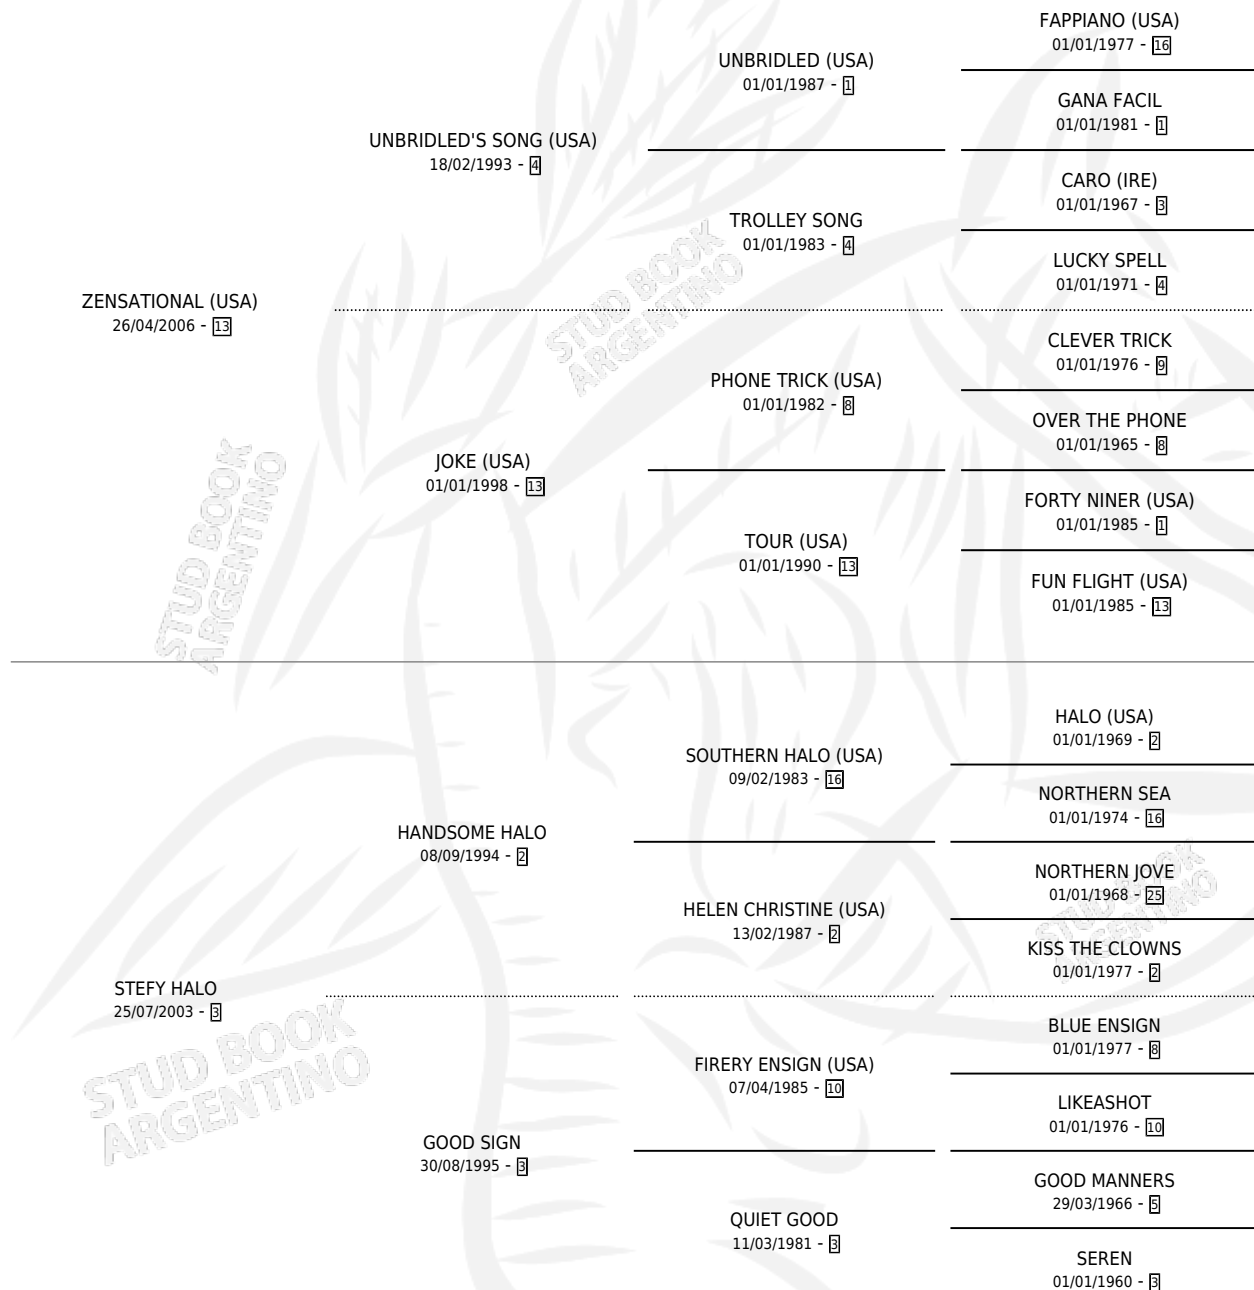 FAPPIANO (USA)
01/01/1977 - 16
UNBRIDLED (USA)
01/01/1987 - 1
GANA FACIL
01/01/1981 - 1
UNBRIDLED'S SONG (USA)
18/02/1993 - 4
CARO (IRE)
01/01/1967 - 3
TROLLEY SONG
01/01/1983 - 4
LUCKY SPELL
01/01/1971 - 4
ZENSATIONAL (USA)
26/04/2006 - 13
STUD BOOK
ARGENTINO
CLEVER TRICK
01/01/1976 - 9
PHONE TRICK (USA)
01/01/1982 - 8
OVER THE PHONE
01/01/1965 - 8
JOKE (USA)
01/01/1998 - 13
FORTY NINER (USA)
01/01/1985 - 1
TOUR (USA)
01/01/1990 - 13
FUN FLIGHT (USA)
01/01/1985 - 13
STUD BOOK
ARGENTINO
HALO (USA)
01/01/1969 - 2
SOUTHERN HALO (USA)
09/02/1983 - 16
NORTHERN SEA
01/01/1974 - 16
HANDSOME HALO
08/09/1994 - 2
NORTHERN JOVE
01/01/1968 - 25
HELEN CHRISTINE (USA)
13/02/1987 - 2
STUD BOOK
ARGENTINO
KISS THE CLOWNS
01/01/1977 - 2
STEFY HALO
25/07/2003 - 3
STUD BOOK
ARGENTINO
BLUE ENSIGN
01/01/1977 - 8
FIRERY ENSIGN (USA)
07/04/1985 - 10
LIKEASHOT
01/01/1976 - 10
GOOD SIGN
30/08/1995 - 3
GOOD MANNERS
29/03/1966 - 5
QUIET GOOD
11/03/1981 - 3
SEREN
01/01/1960 - 3